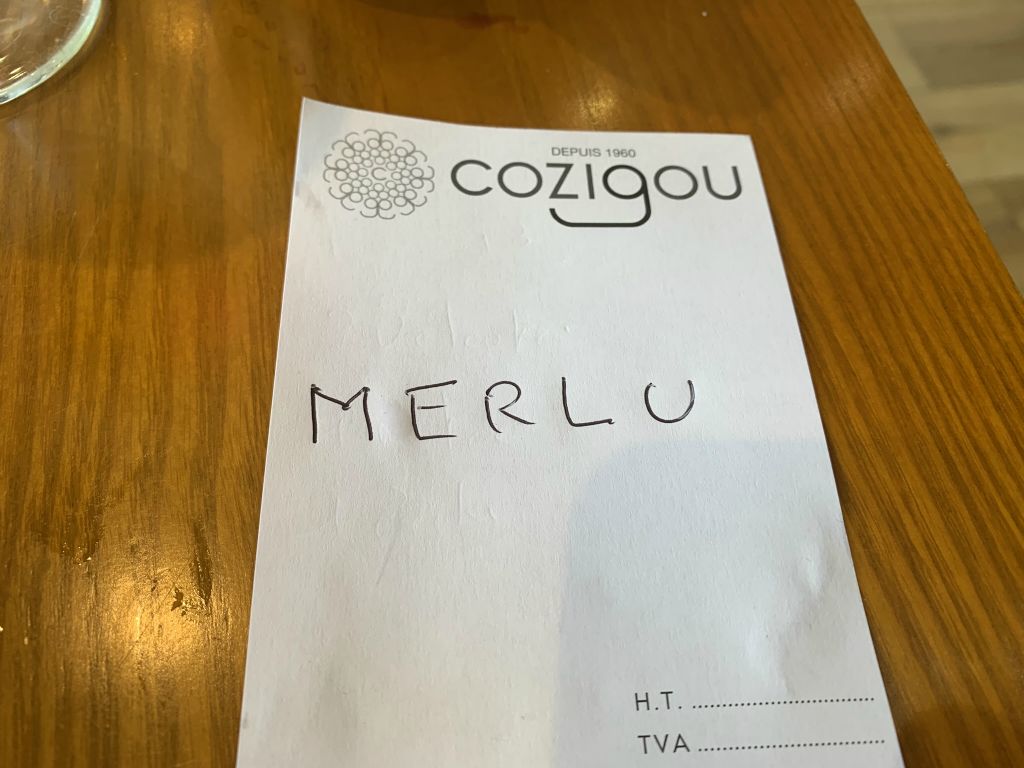 DEPUIS 1960
COZIGOU
MERLU
H.T. ................................
TVA ................................